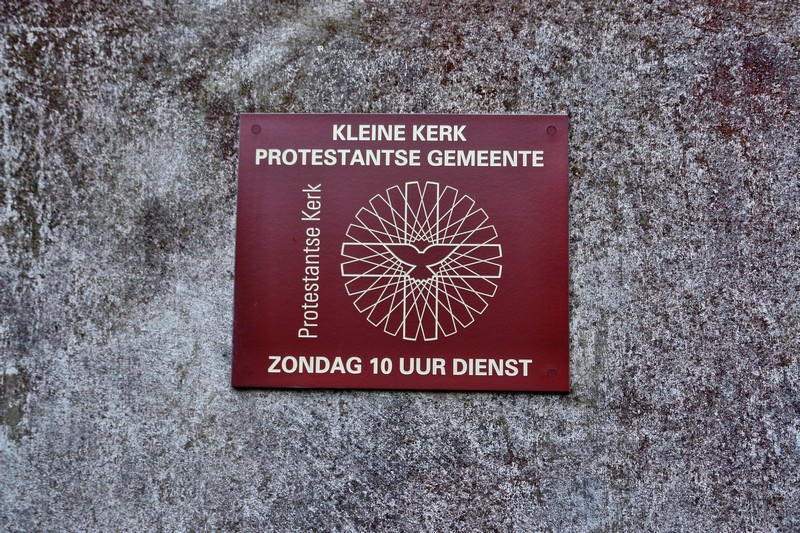 KLEINE KERK
PROTESTANTSE GEMEENTE
Protestantse Kerk
ZONDAG 10 UUR DIENST